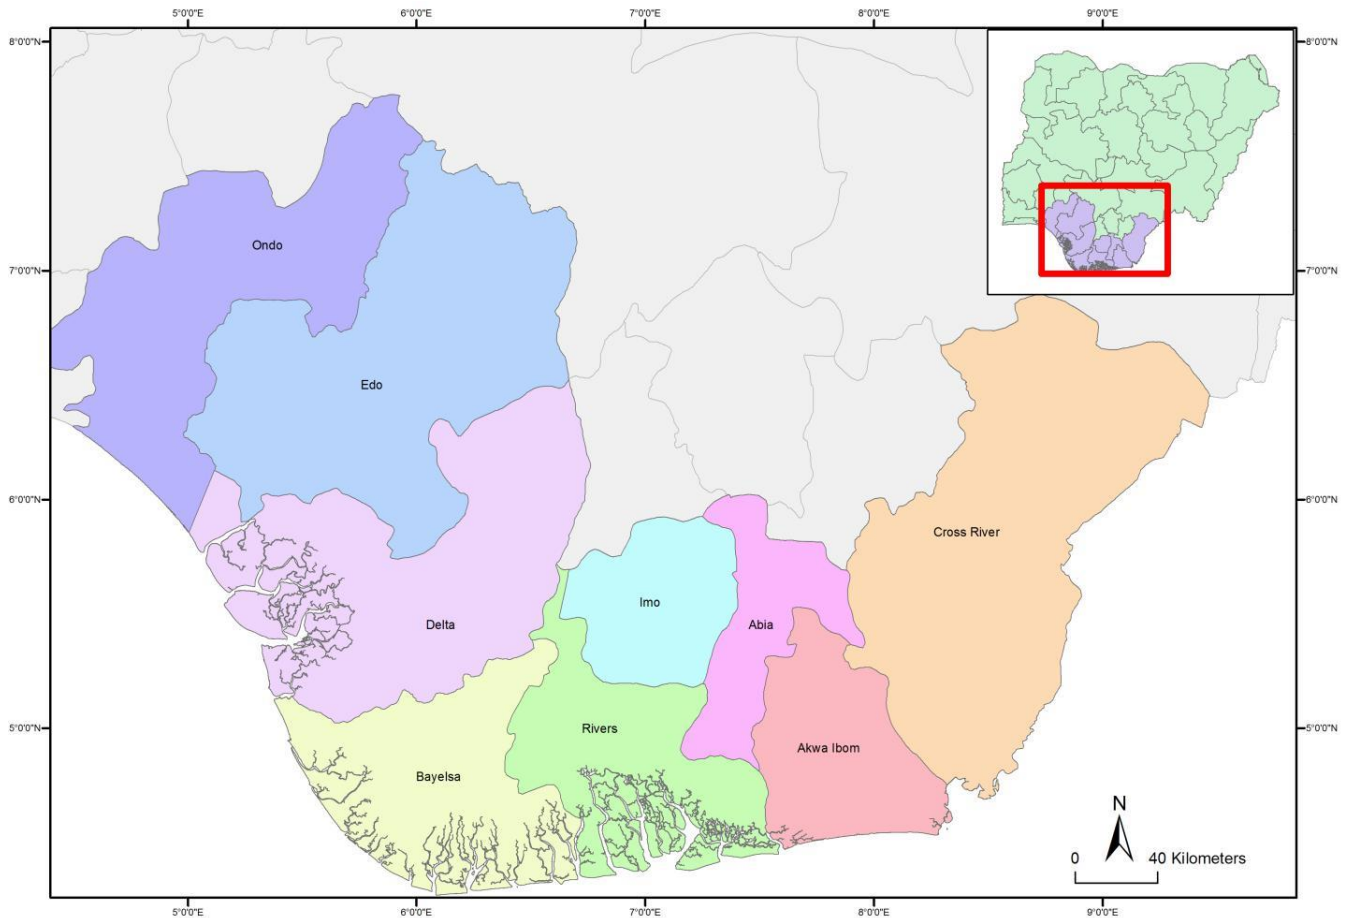 5°0'0"E 6°0'0"E 7°0'0"E 8°0'0"E 9°0'0"E
8°0'0"N 8°0'0"N
Ondo
7°0'0"N 7°0'0"N
Edo
6°0'0"N 6°0'0"N
Cross River
Imo
Delta
Abia
5°0'0"N 5°0'0"N
Rivers
Akwa Ibom
Bayelsa
N
0 40 Kilometers
5°0'0"E 6°0'0"E 7°0'0"E 8°0'0"E 9°0'0"E